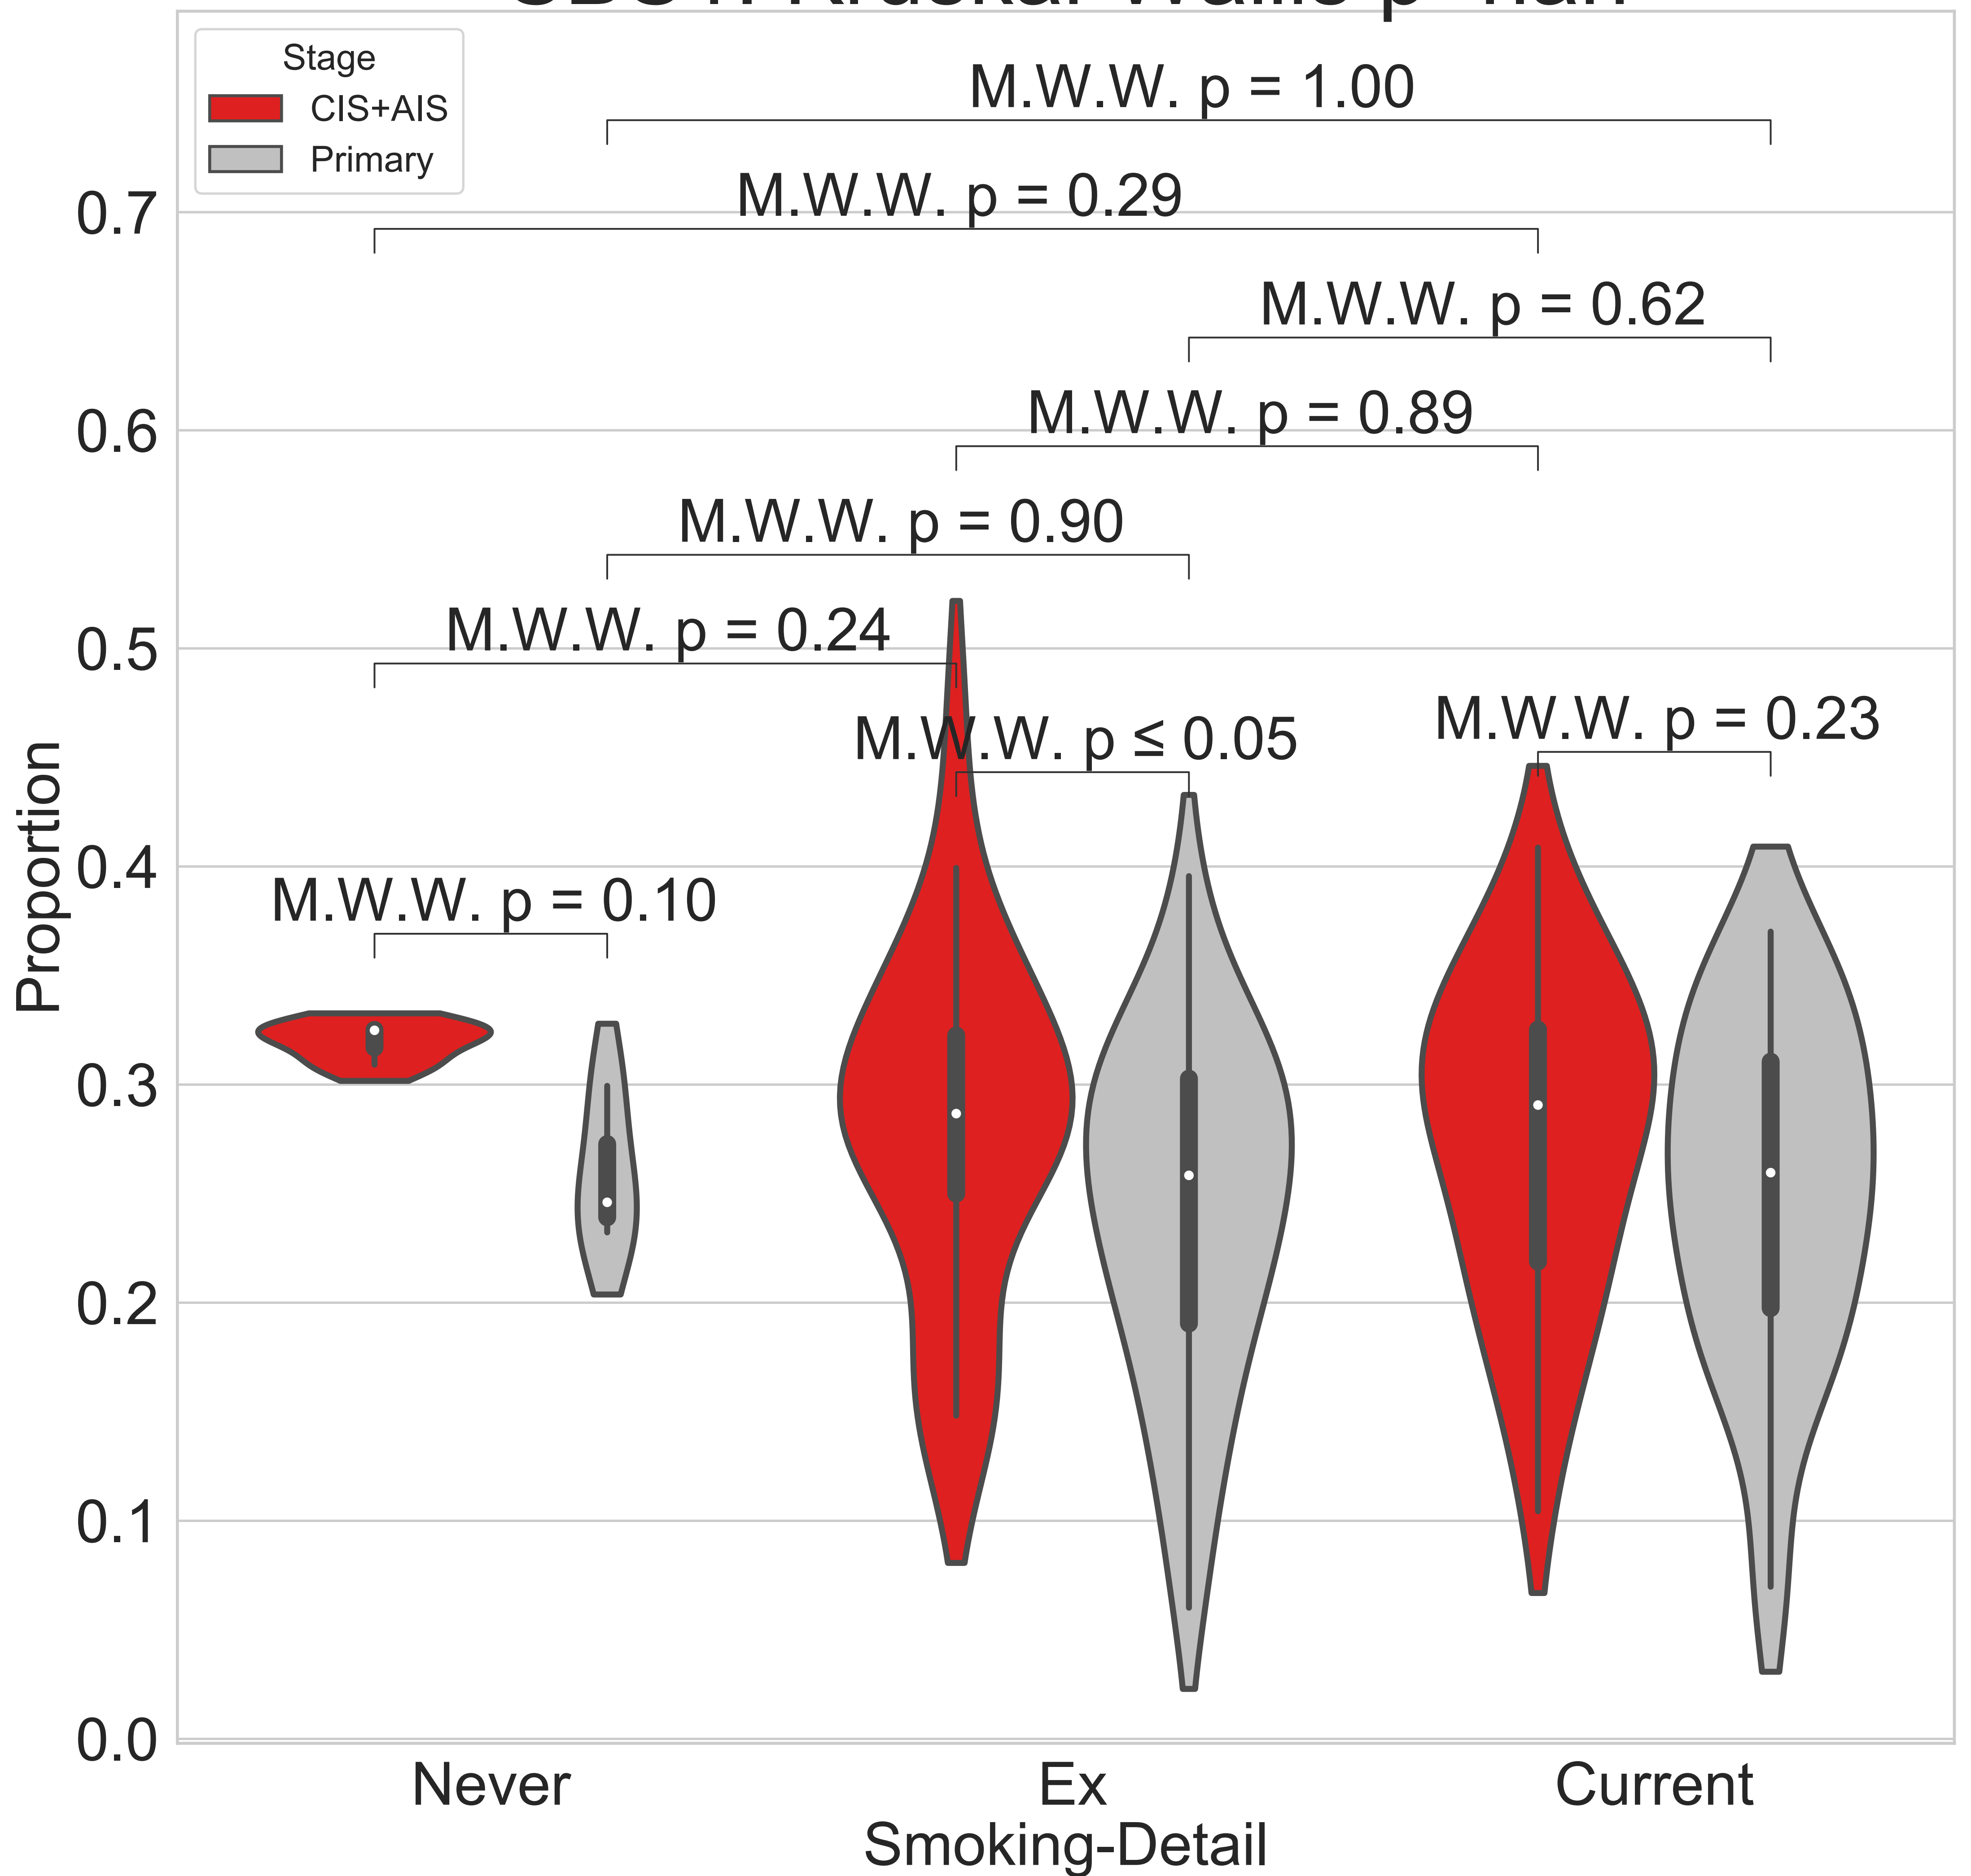 Stage
CIS+AIS
Primary
M.W.W. p = 1.00
M.W.W. p = 0.29
M.W.W. p = 0.62
M.W.W. p = 0.89
M.W.W. p = 0.90
M.W.W. p = 0.24
M.W.W. p ≤ 0.05
M.W.W. p = 0.23
M.W.W. p = 0.10
Proportion
0.7
0.6
0.5
0.4
0.3
0.2
0.1
0.0
Never
Ex
Current
Smoking-Detail